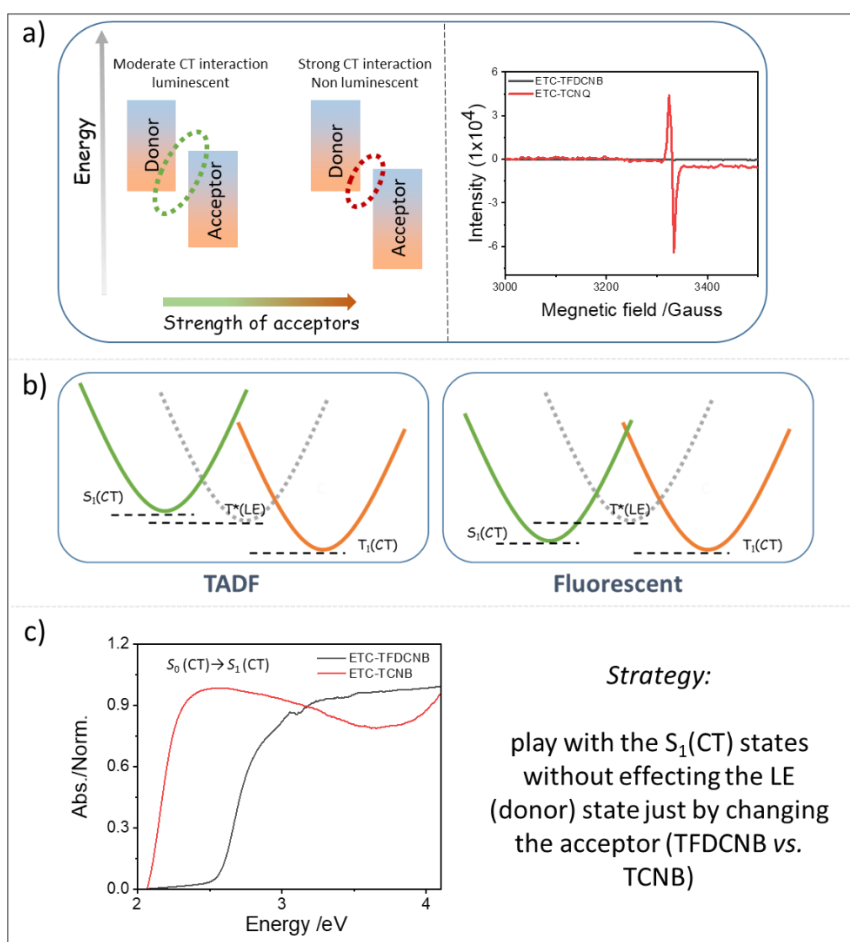 a)
Energy
Moderate CT interaction
luminescent
Donor
Acceptor
Strong CT interaction
Non luminescent
Donor
Acceptor
Strength of acceptors
Intensity (1x10⁴)
6
3
0
-3
-6
ETC-TFDCNB
ETC-TCNQ
3000
3200
3400
Megnetic field /Gauss
b)
S₁(CT)
T*(LE)
T₁(CT)
TADF
S₁(CT)
T*(LE)
T₁(CT)
Fluorescent
c)
Abs./Norm.
1.2
0.9
0.6
0.3
0.0
S₀ (CT)→ S₁ (CT)
ETC-TFDCNB
ETC-TCNB
2
3
4
Energy /eV
Strategy:
play with the S₁(CT) states
without effecting the LE
(donor) state just by changing
the acceptor (TFDCNB vs.
TCNB)